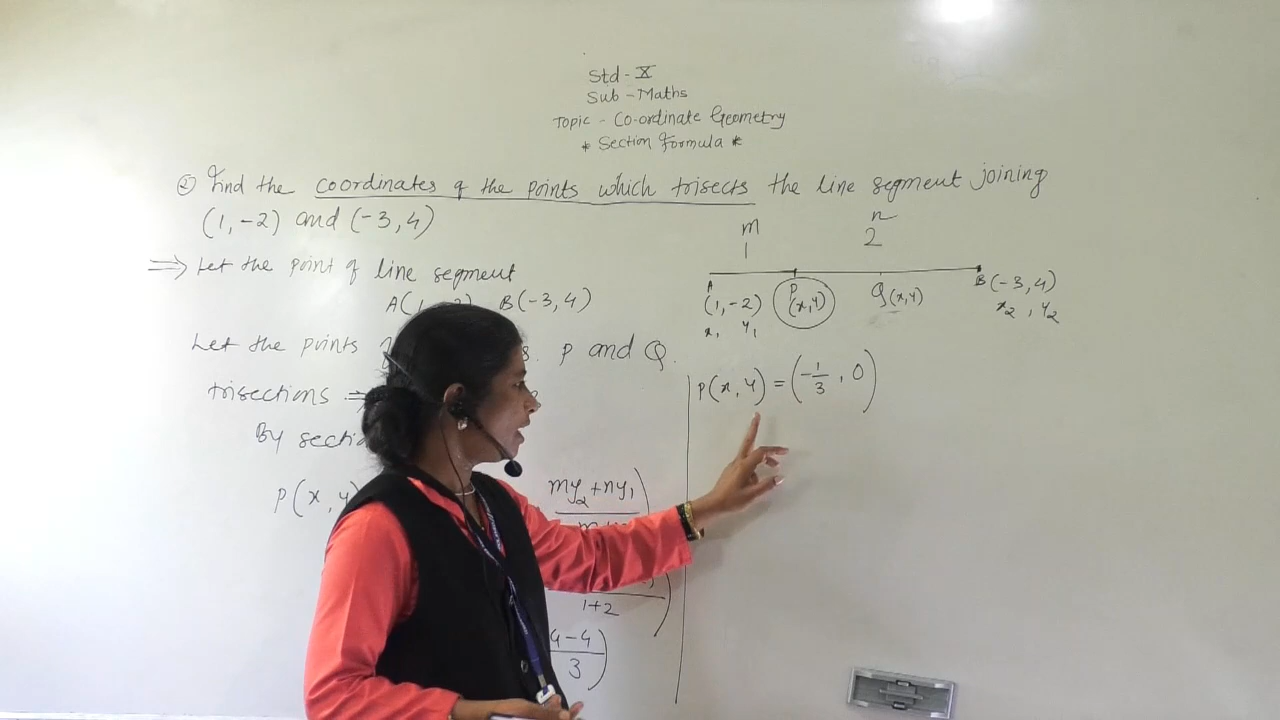 Std - X
Sub - Maths
Topic - Co-ordinate Geometry
* Section Formula *
② Find the coordinates of the points which trisects the line segment joining
(1, -2) and (-3, 4)
⇒ Let the point of line segment
A(1, -2) B(-3, 4)
Let the points P and Q.
trisections ⇒
By section
P(x, y)
my₂ + ny₁
1+2
4-4
3
m n
1 2
A P Q (x, y) B (-3, 4)
(1, -2) (x, y) x₂, y₂
x₁ y₁
P(x, y) = (-1/3, 0)